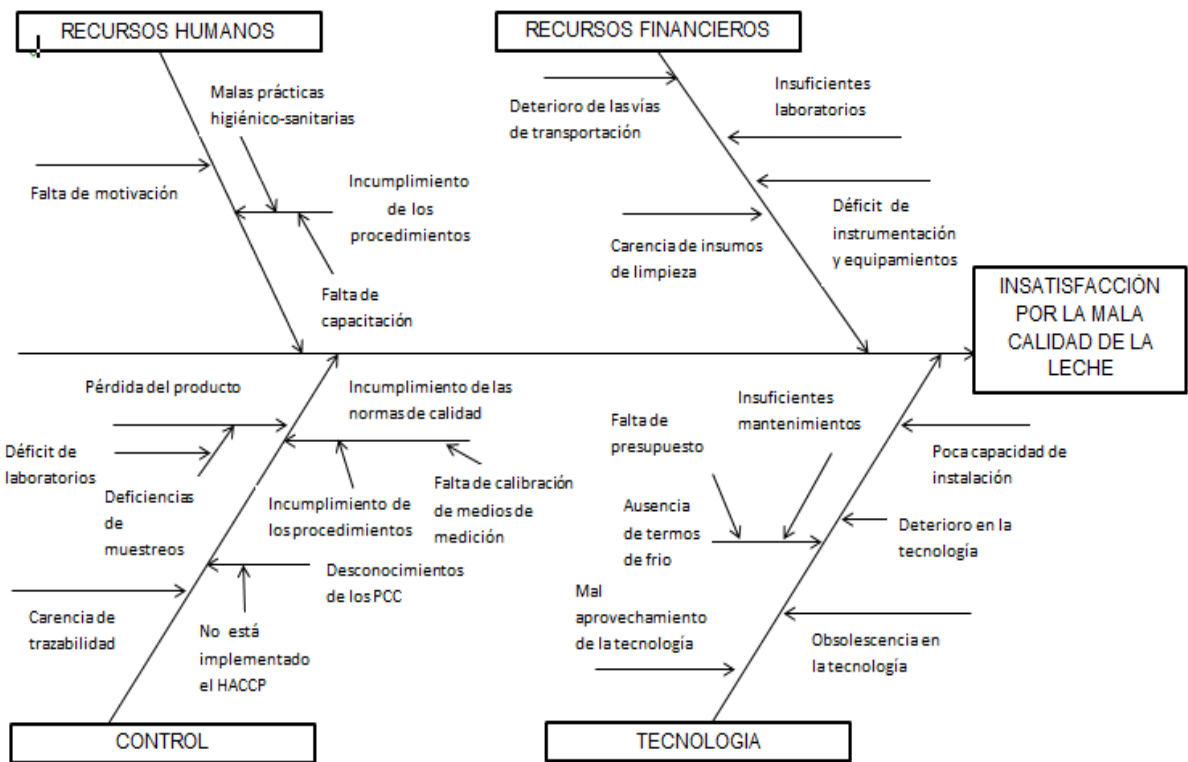 RECURSOS HUMANOS
RECURSOS FINANCIEROS
Malas prácticas
higiénico-sanitarias
Falta de motivación
Incumplimiento
de los
procedimientos
Falta de
capacitación
Deterioro de las vías
de transportación
Insuficientes
laboratorios
Carencia de insumos
de limpieza
Déficit de
instrumentación
y equipamientos
INSATISFACCIÓN
POR LA MALA
CALIDAD DE LA
LECHE
Pérdida del producto
Incumplimiento de las
normas de calidad
Déficit de
laboratorios
Deficiencias
de
muestreos
Incumplimiento de
los procedimientos
Falta de calibración
de medios de
medición
Desconocimientos
de los PCC
Carencia de
trazabilidad
No está
implementado
el HACCP
Insuficientes
mantenimientos
Falta de
presupuesto
Poca capacidad de
instalación
Ausencia
de termos
de frio
Deterioro en la
tecnología
Mal
aprovechamiento
de la tecnología
Obsolescencia en
la tecnología
CONTROL
TECNOLOGIA